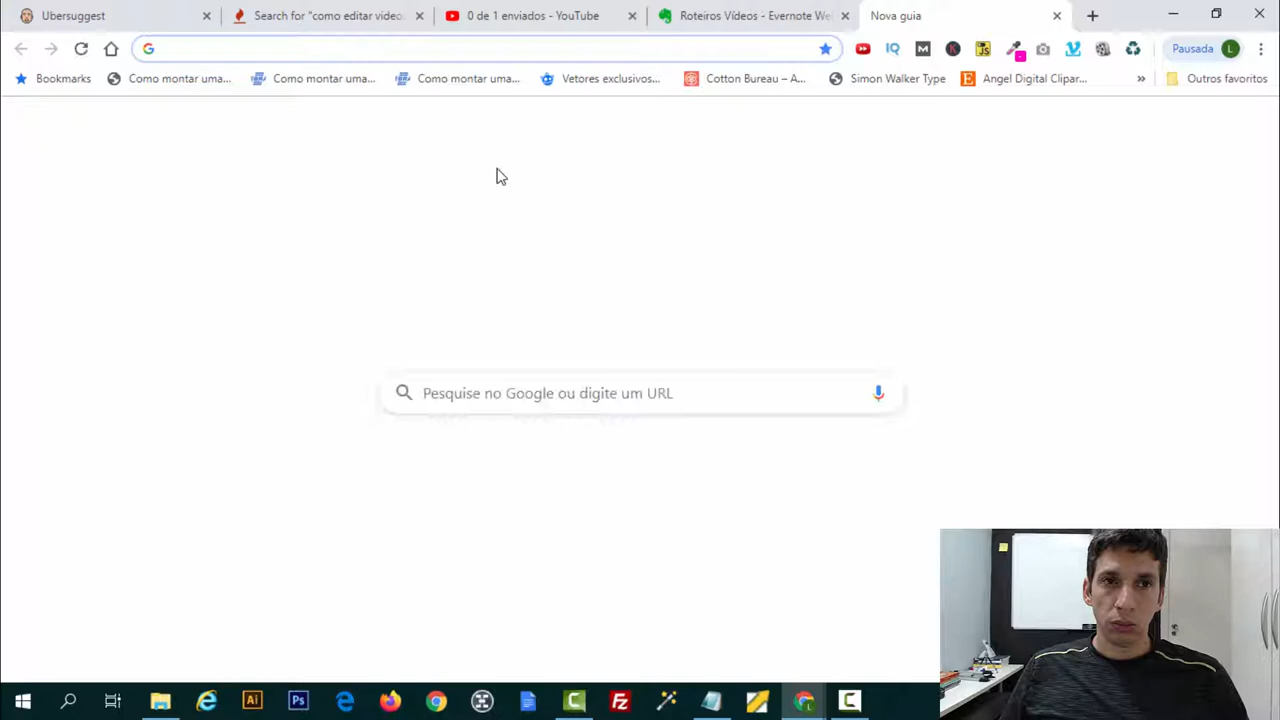 Ubersuggest
Search for "como editar video.
0 de 1 enviados - YouTube
Roteiros Vídeos - Evernote We
Nova guia
Pausada
L
Bookmarks
Como montar uma...
Como montar uma...
Como montar uma...
Vetores exclusivos...
Cotton Bureau – A...
Simon Walker Type
Angel Digital Clipar...
»
Outros favoritos
Pesquise no Google ou digite um URL